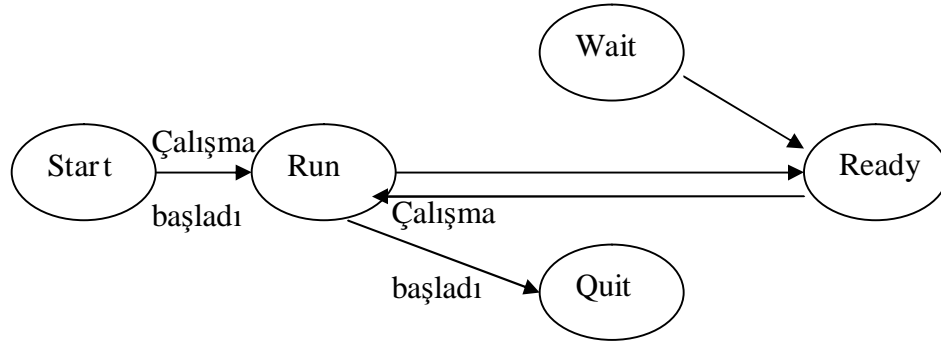 Wait
Çalışma
Start
Run
Ready
başladı
Çalışma
başladı
Quit